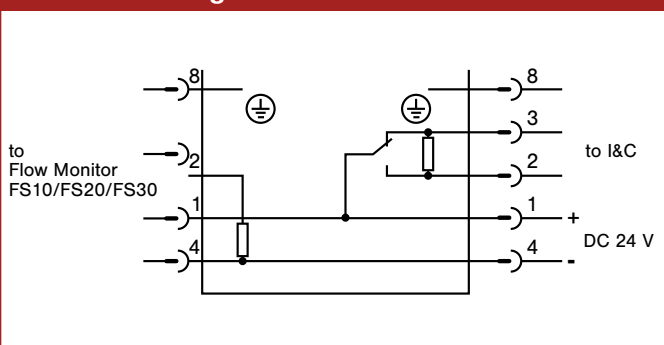 8
8
3
to
Flow Monitor
FS10/FS20/FS30
2
2
to I&C
1
1
+
DC 24 V
4
4
-